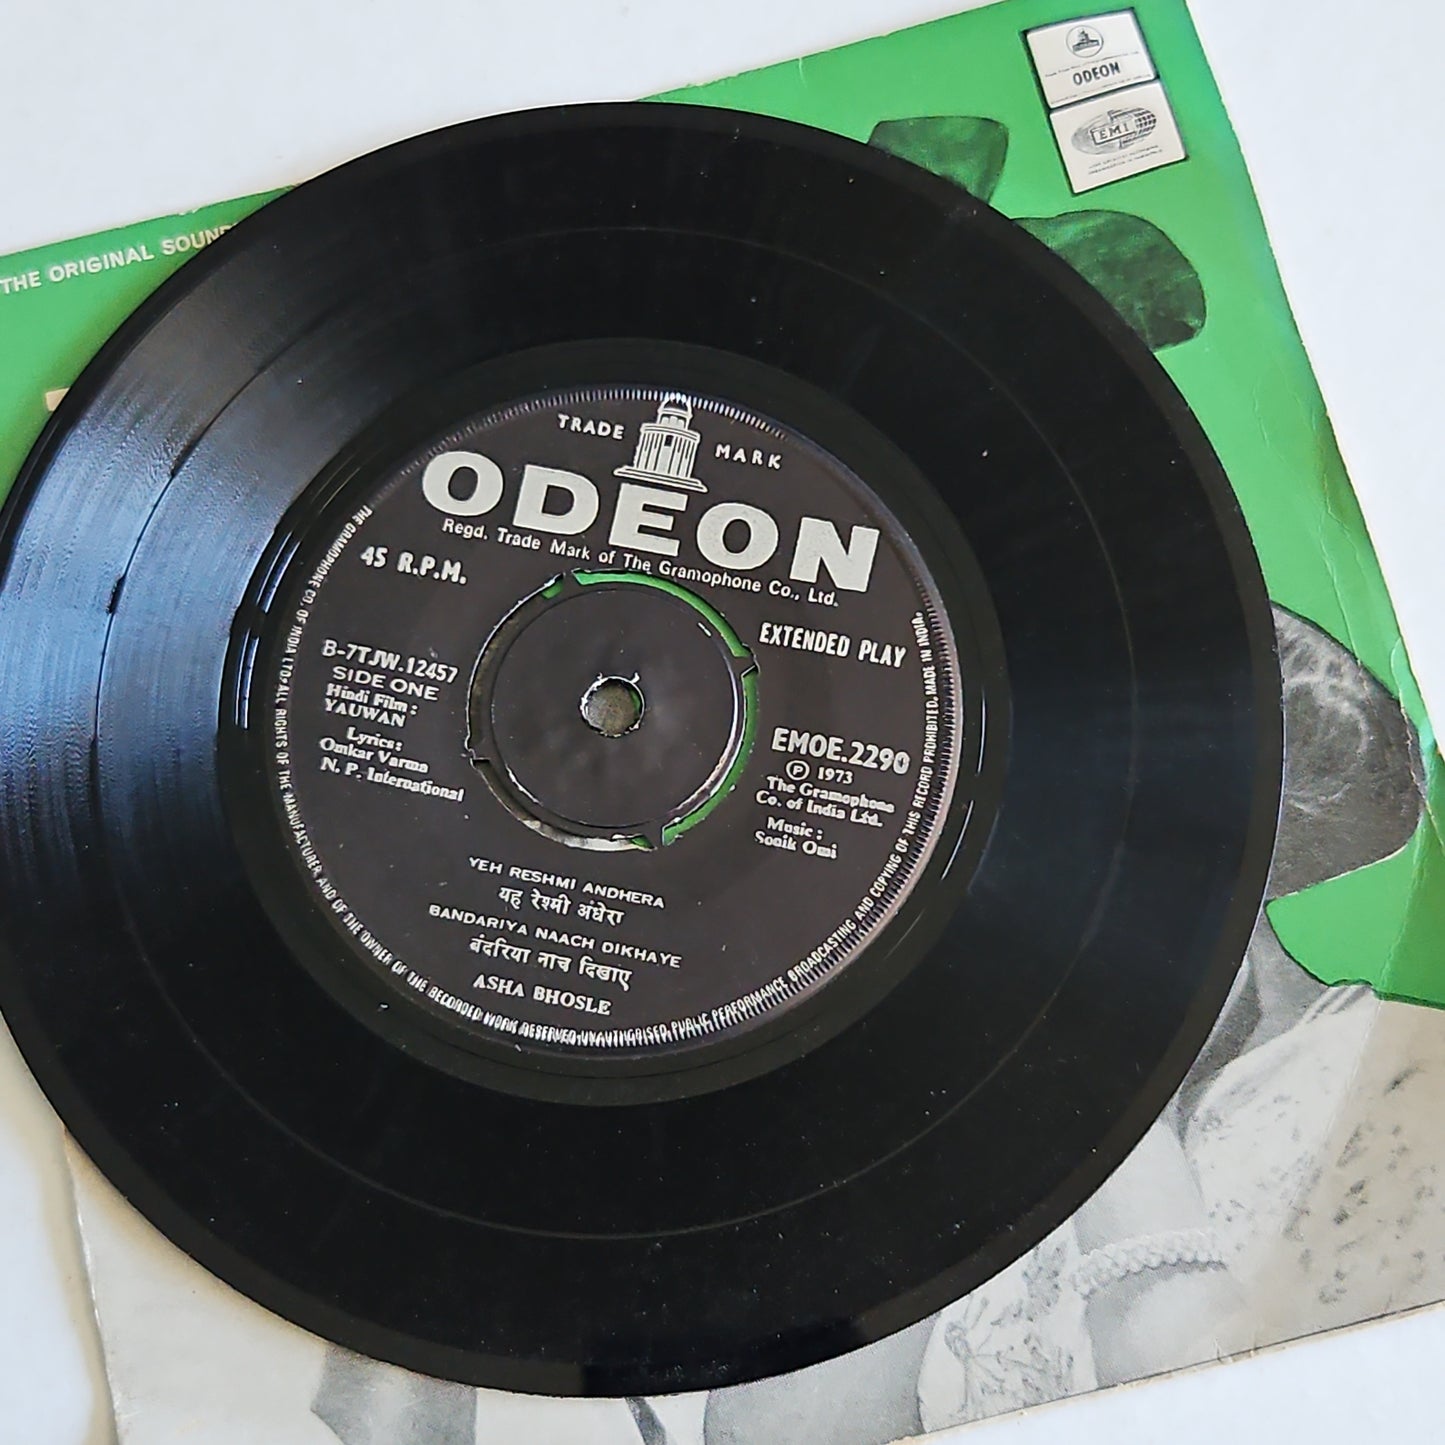 ODEON
EMI
THE ORIGINAL SOUN
TRADE MARK
ODEON
Regd. Trade Mark of The Gramophone Co., Ltd.
45 R.P.M.
EXTENDED PLAY
B-7TJW.12457
SIDE ONE
Hindi Film :
YAUWAN
Lyrics:
Omkar Varma
N. P. International
EMOE.2290
Ⓟ 1973
The Gramophone
Co. of India Ltd.
Music :
Sonik Omi
YEH RESHMI ANDHERA
यह रेश्मी अंधेरा
BANDARIYA NAACH DIKHAYE
बंदरिया नाच दिखाए
ASHA BHOSLE
THE GRAMOPHONE CO. OF INDIA LTD. ALL RIGHTS OF THE MANUFACTURER AND OF THE OWNER OF THE RECORDED WORK RESERVED. UNAUTHORISED PUBLIC PERFORMANCE BROADCASTING AND COPYING OF THIS RECORD PROHIBITED. MADE IN INDIA.